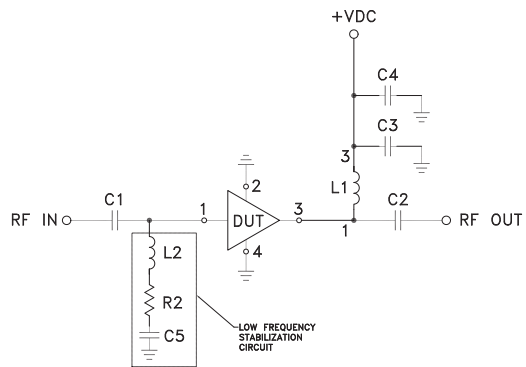 +VDC
C4
C3
3
L1
C1
2
RF IN
1
DUT
3
1
C2
RF OUT
4
L2
R2
C5
LOW FREQUENCY
STABILIZATION
CIRCUIT